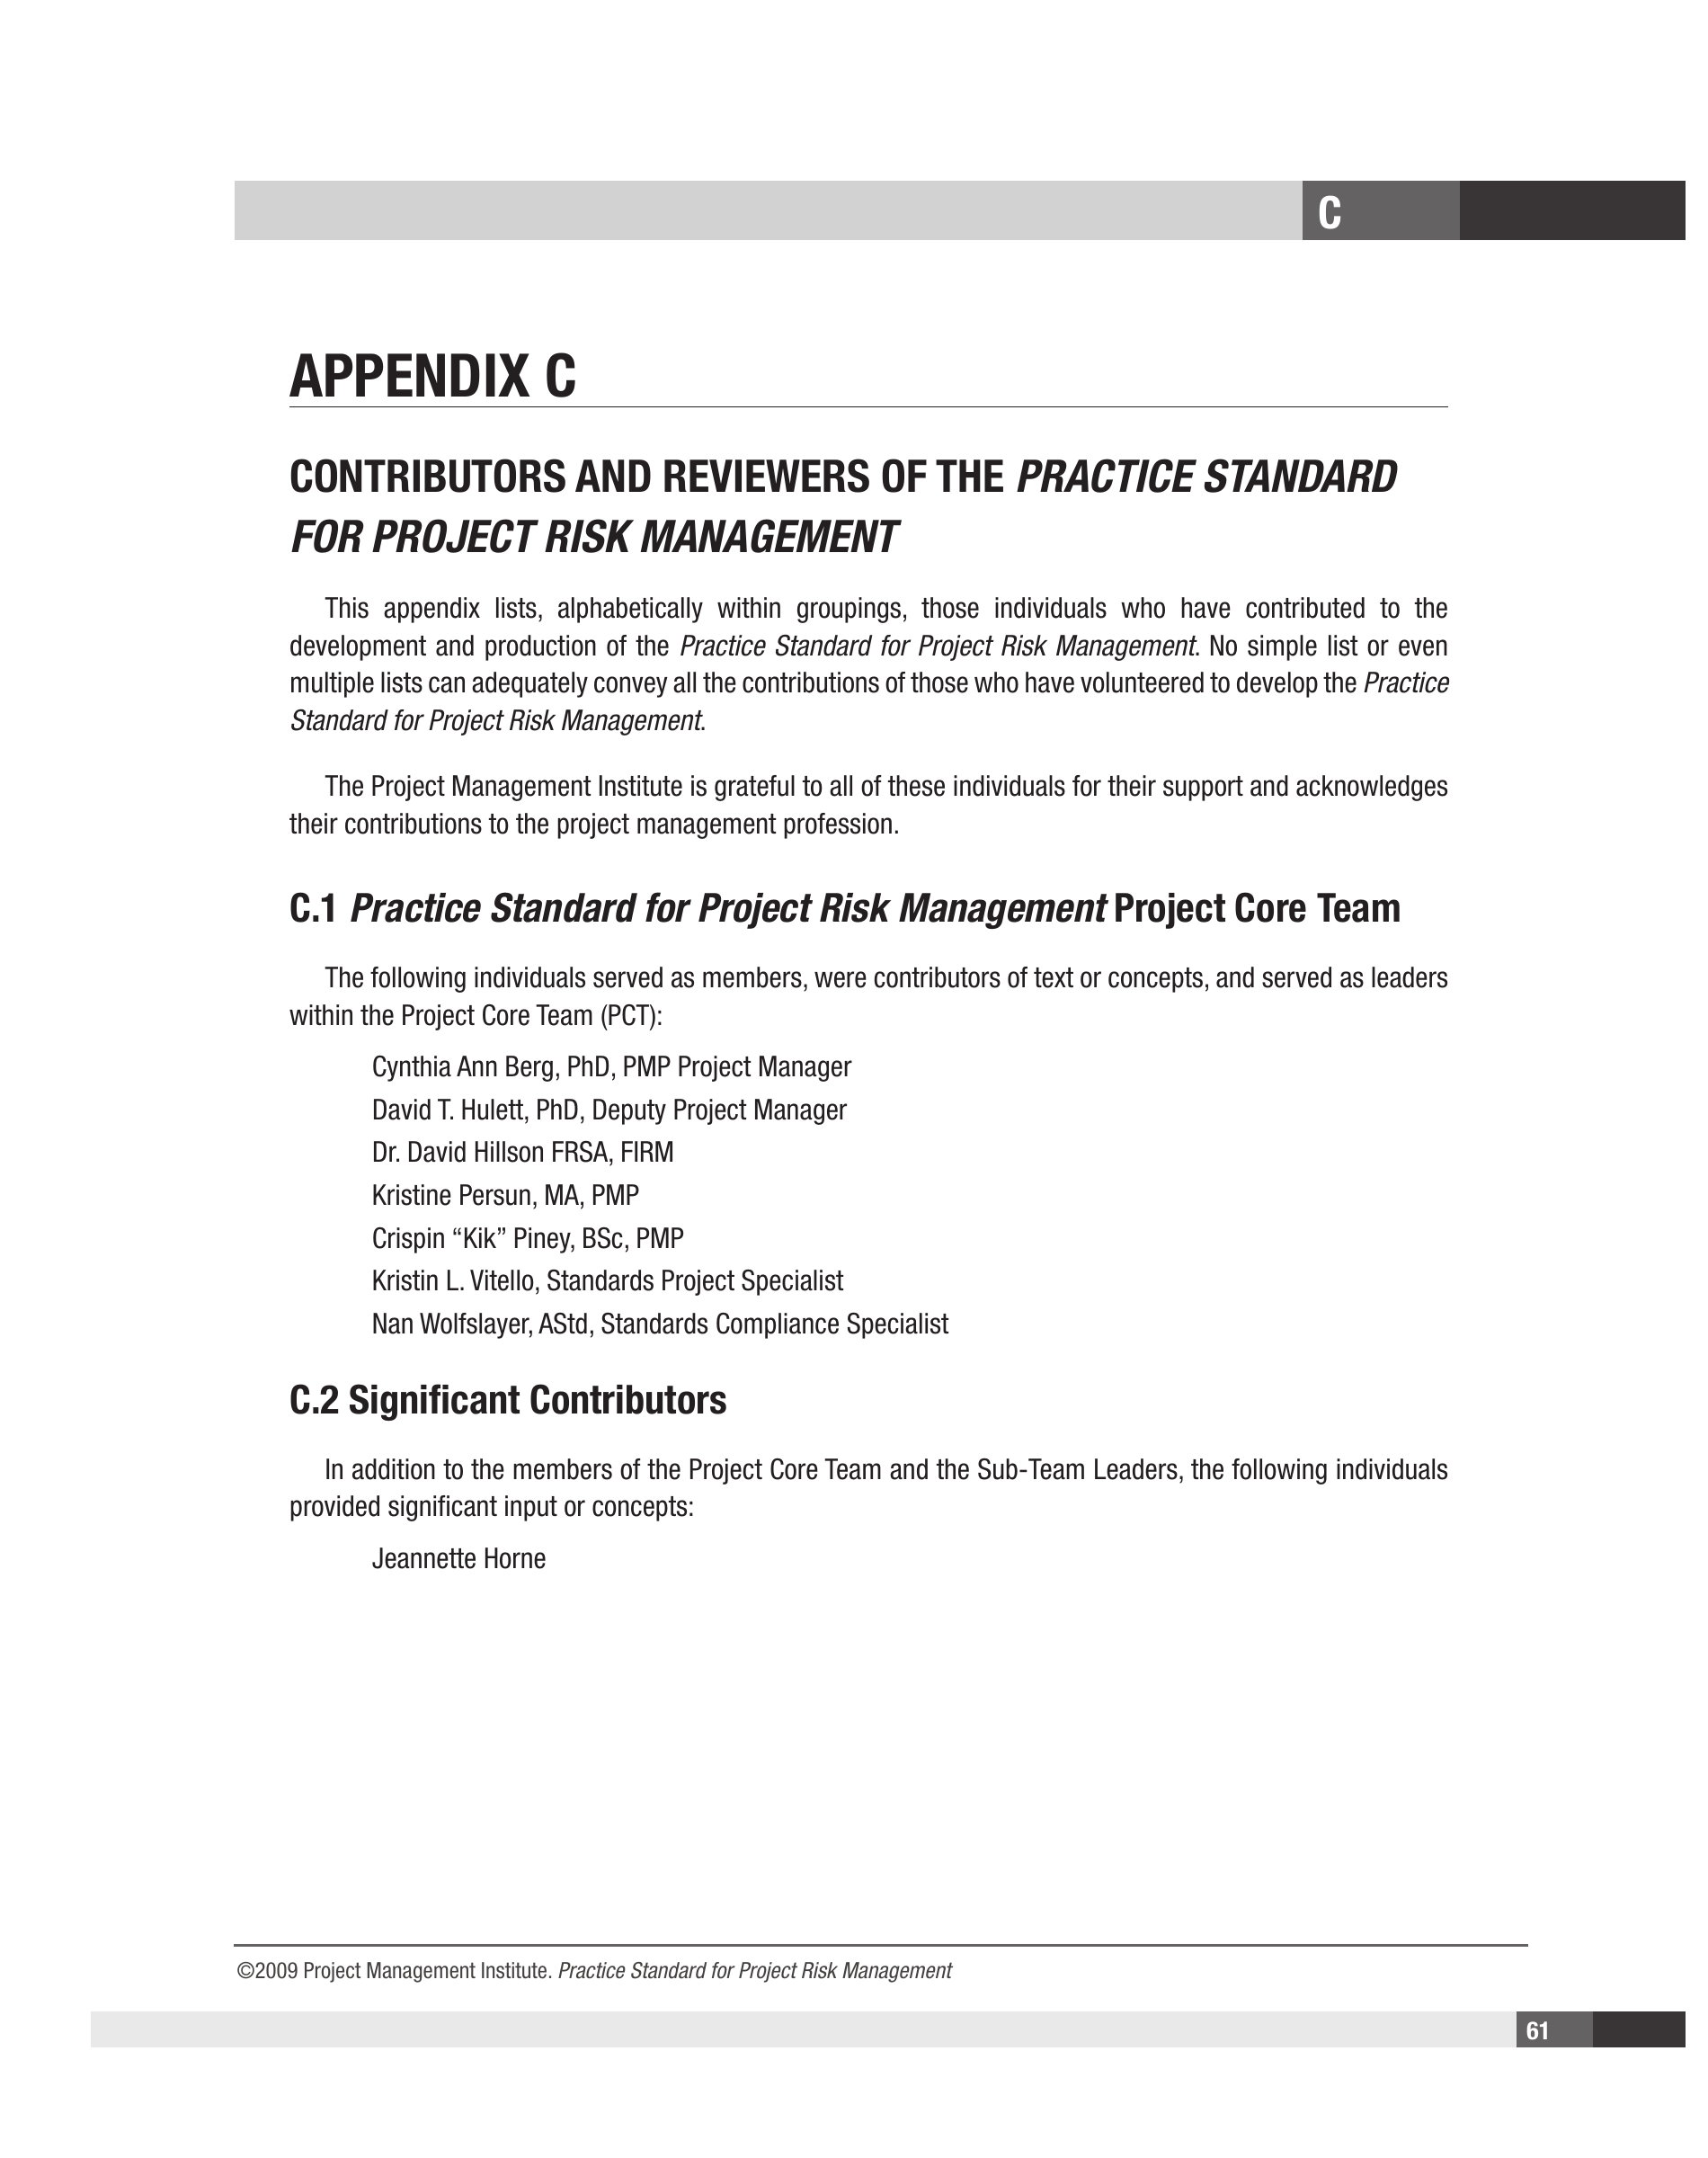 C
APPENDIX C
CONTRIBUTORS AND REVIEWERS OF THE PRACTICE STANDARD
FOR PROJECT RISK MANAGEMENT
This appendix lists, alphabetically within groupings, those individuals who have contributed to the
development and production of the Practice Standard for Project Risk Management. No simple list or even
multiple lists can adequately convey all the contributions of those who have volunteered to develop the Practice
Standard for Project Risk Management.
The Project Management Institute is grateful to all of these individuals for their support and acknowledges
their contributions to the project management profession.
C.1 Practice Standard for Project Risk Management Project Core Team
The following individuals served as members, were contributors of text or concepts, and served as leaders
within the Project Core Team (PCT):
Cynthia Ann Berg, PhD, PMP Project Manager
David T. Hulett, PhD, Deputy Project Manager
Dr. David Hillson FRSA, FIRM
Kristine Persun, MA, PMP
Crispin “Kik” Piney, BSc, PMP
Kristin L. Vitello, Standards Project Specialist
Nan Wolfslayer, AStd, Standards Compliance Specialist
C.2 Significant Contributors
In addition to the members of the Project Core Team and the Sub-Team Leaders, the following individuals
provided significant input or concepts:
Jeannette Horne
©2009 Project Management Institute. Practice Standard for Project Risk Management
61